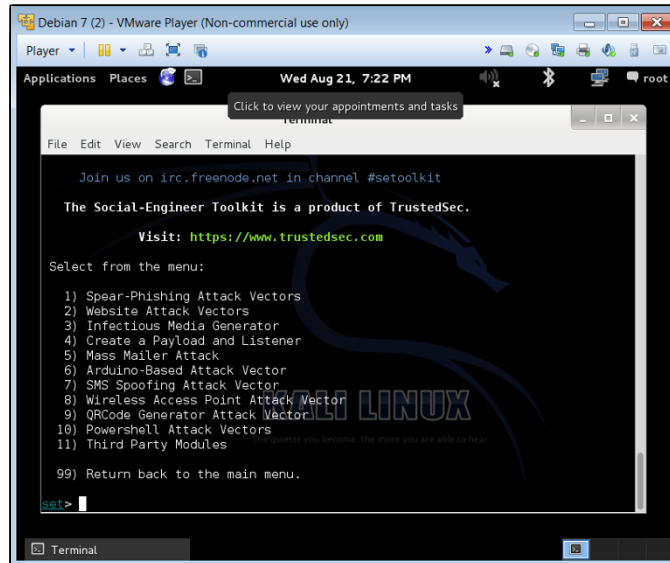 Debian 7 (2) - VMware Player (Non-commercial use only)
Player
Applications Places Wed Aug 21, 7:22 PM root
Click to view your appointments and tasks
Terminal
File Edit View Search Terminal Help
Join us on irc.freenode.net in channel #setoolkit
The Social-Engineer Toolkit is a product of TrustedSec.
Visit: https://www.trustedsec.com
Select from the menu:
1) Spear-Phishing Attack Vectors
2) Website Attack Vectors
3) Infectious Media Generator
4) Create a Payload and Listener
5) Mass Mailer Attack
6) Arduino-Based Attack Vector
7) SMS Spoofing Attack Vector
8) Wireless Access Point Attack Vector
9) QRCode Generator Attack Vector
10) Powershell Attack Vectors
11) Third Party Modules
KALI LINUX
The quieter you become, the more you are able to hear
99) Return back to the main menu.
set>
Terminal